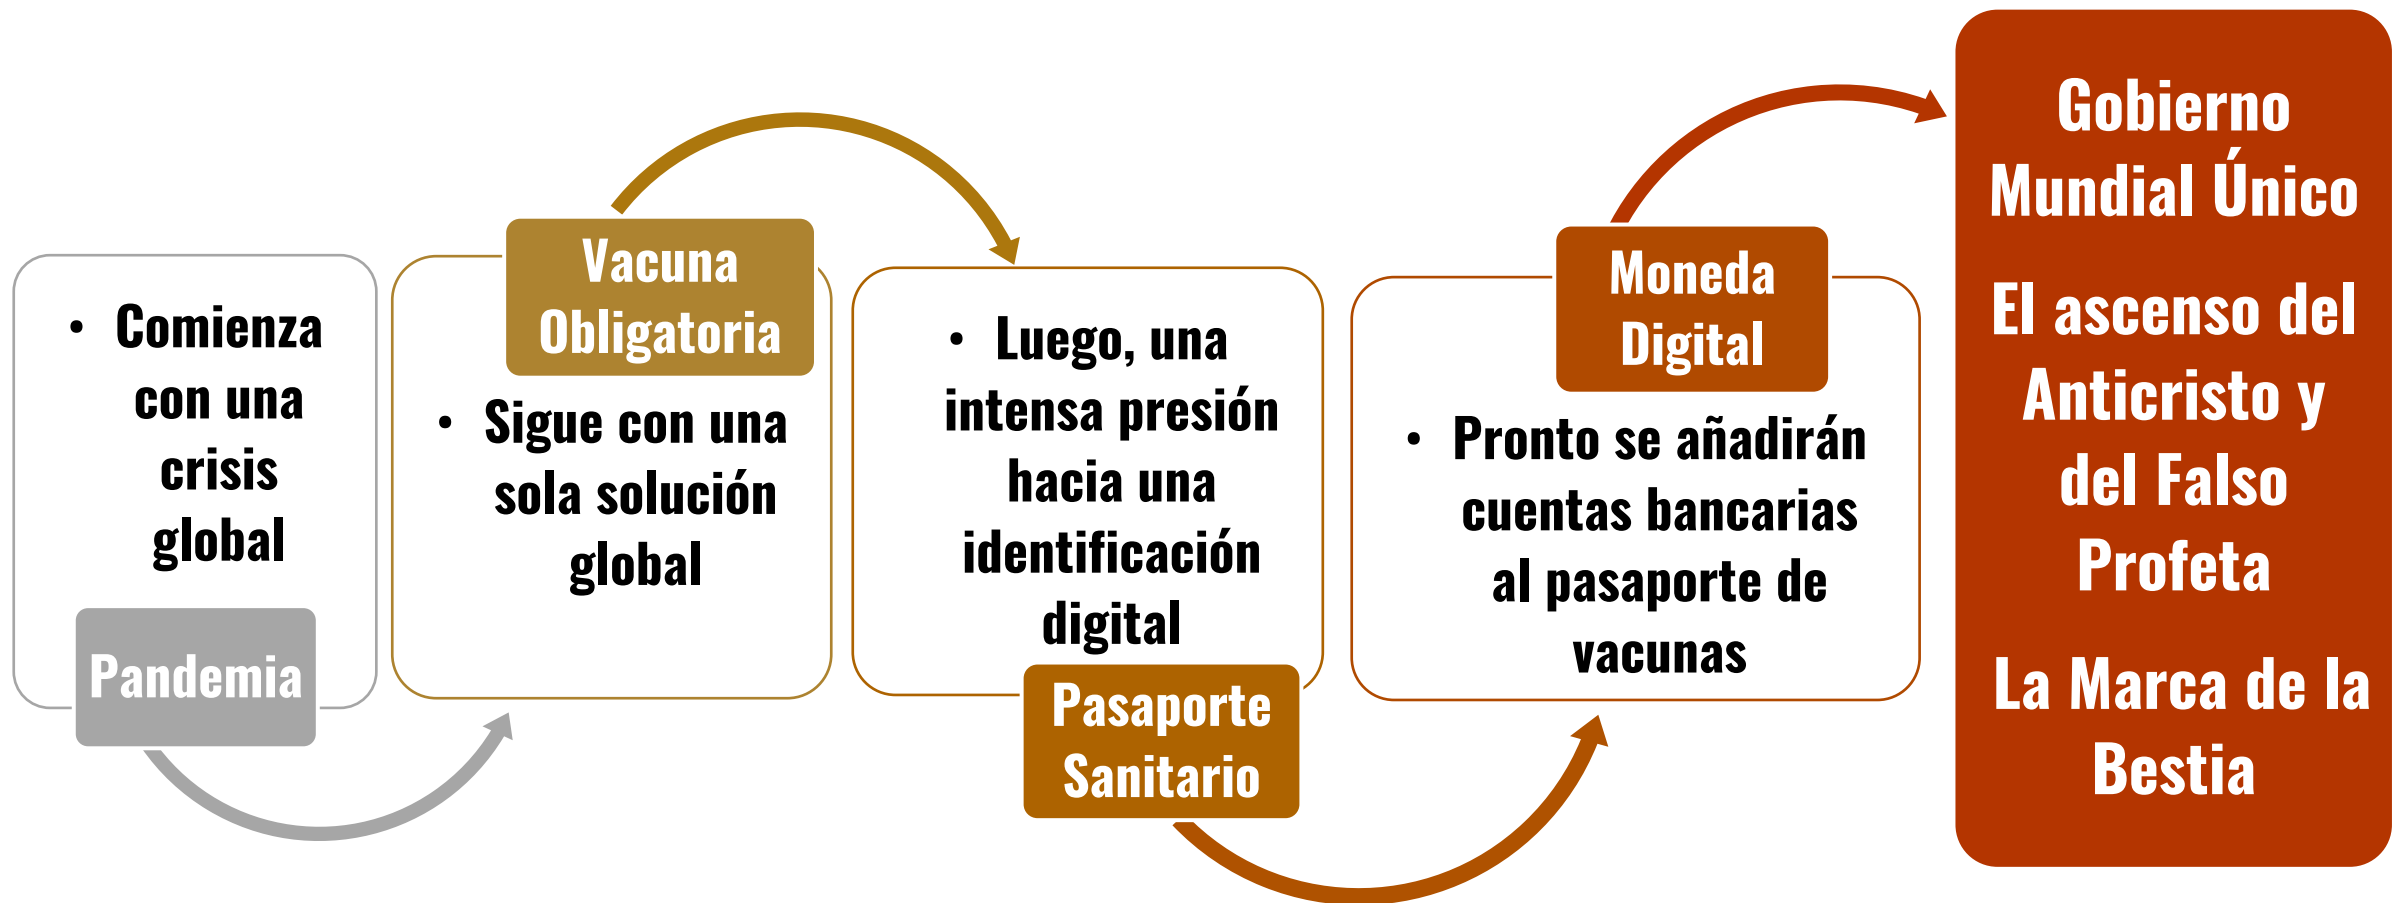 • Comienza
con una
crisis
global
Pandemia
Vacuna
Obligatoria
• Sigue con una
sola solución
global
• Luego, una
intensa presión
hacia una
identificación
digital
Pasaporte
Sanitario
Moneda
Digital
• Pronto se añadirán
cuentas bancarias
al pasaporte de
vacunas
Gobierno
Mundial Único
El ascenso del
Anticristo y
del Falso
Profeta
La Marca de la
Bestia